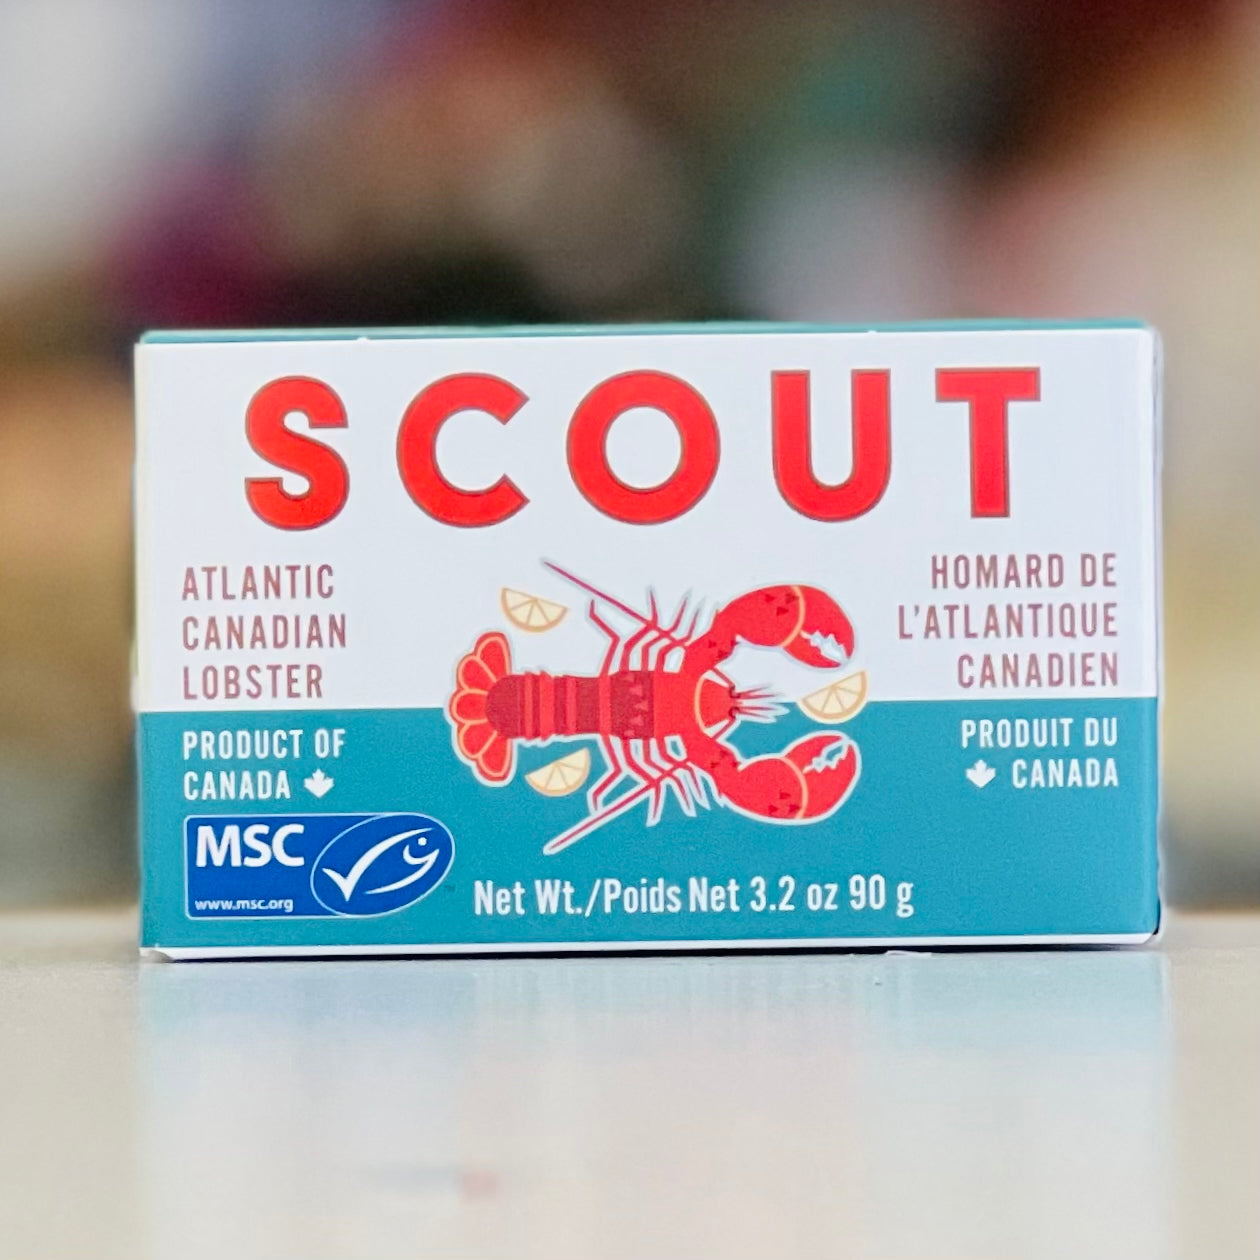 SCOUT
ATLANTIC
CANADIAN
LOBSTER
HOMARD DE
L'ATLANTIQUE
CANADIEN
PRODUCT OF
CANADA
PRODUIT DU
CANADA
MSC
www.msc.org
Net Wt./Poids Net 3.2 oz 90 g